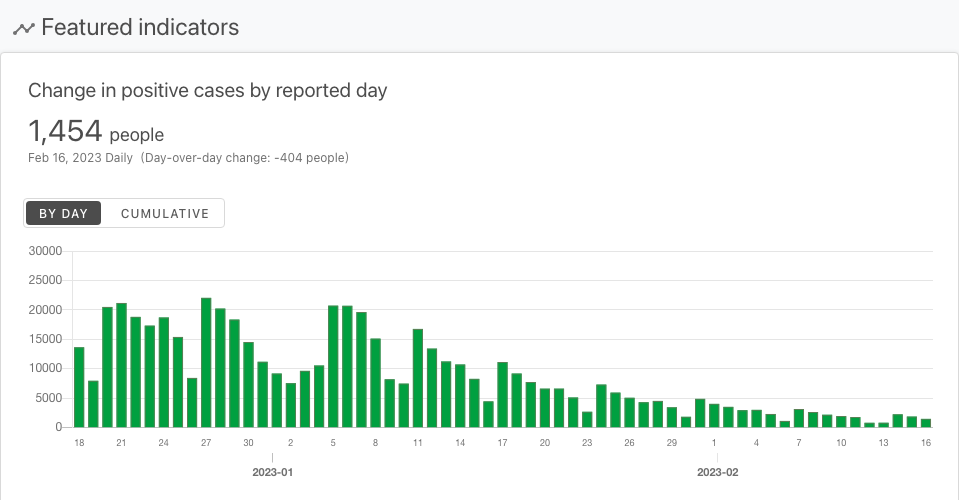 Featured indicators
Change in positive cases by reported day
1,454 people
Feb 16, 2023 Daily (Day-over-day change: -404 people)
BY DAY CUMULATIVE
30000
25000
20000
15000
10000
5000
0
18 21 24 27 30 2 5 8 11 14 17 20 23 26 29 1 4 7 10 13 16
2023-01 2023-02